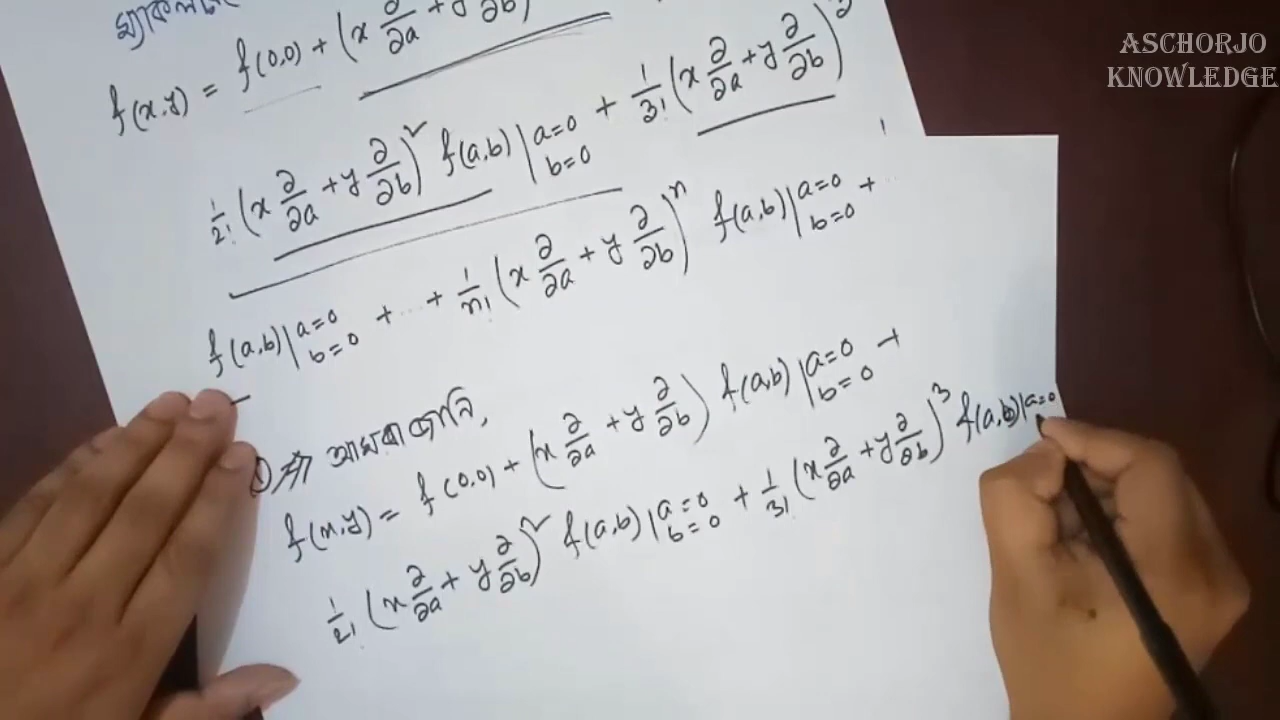 ASCHORJO
KNOWLEDGE
f(x,y) = f(0,0) + (x ∂/∂a + y ∂/∂b)
1/2! (x ∂/∂a + y ∂/∂b)² f(a,b) | a=0 b=0 + 1/3! (x ∂/∂a + y ∂/∂b)³
f(a,b) | a=0 b=0 + ... + 1/n! (x ∂/∂a + y ∂/∂b)ⁿ f(a,b) | a=0 b=0 + ..
আমরা জানি,
f(x,y) = f(0,0) + (x ∂/∂a + y ∂/∂b) f(a,b) | a=0 b=0 +
1/2! (x ∂/∂a + y ∂/∂b)² f(a,b) | a=0 b=0 + 1/3! (x ∂/∂a + y ∂/∂b)³ f(a,b) | a=0